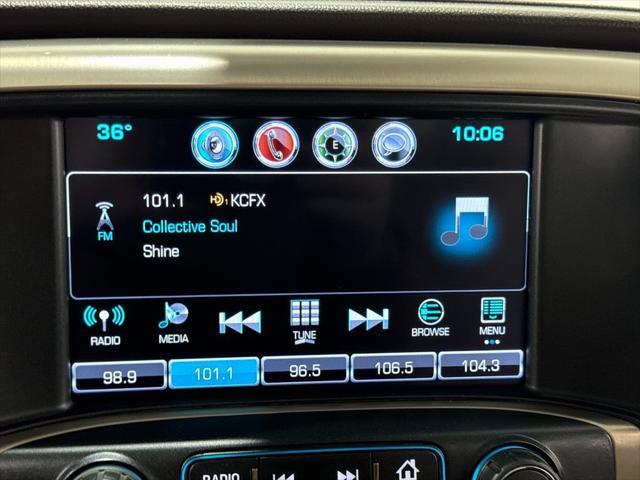 36° E 10:06
101.1 HD1 KCFX
FM
Collective Soul
Shine
RADIO MEDIA TUNE BROWSE MENU
98.9 101.1 96.5 106.5 104.3
RADIO